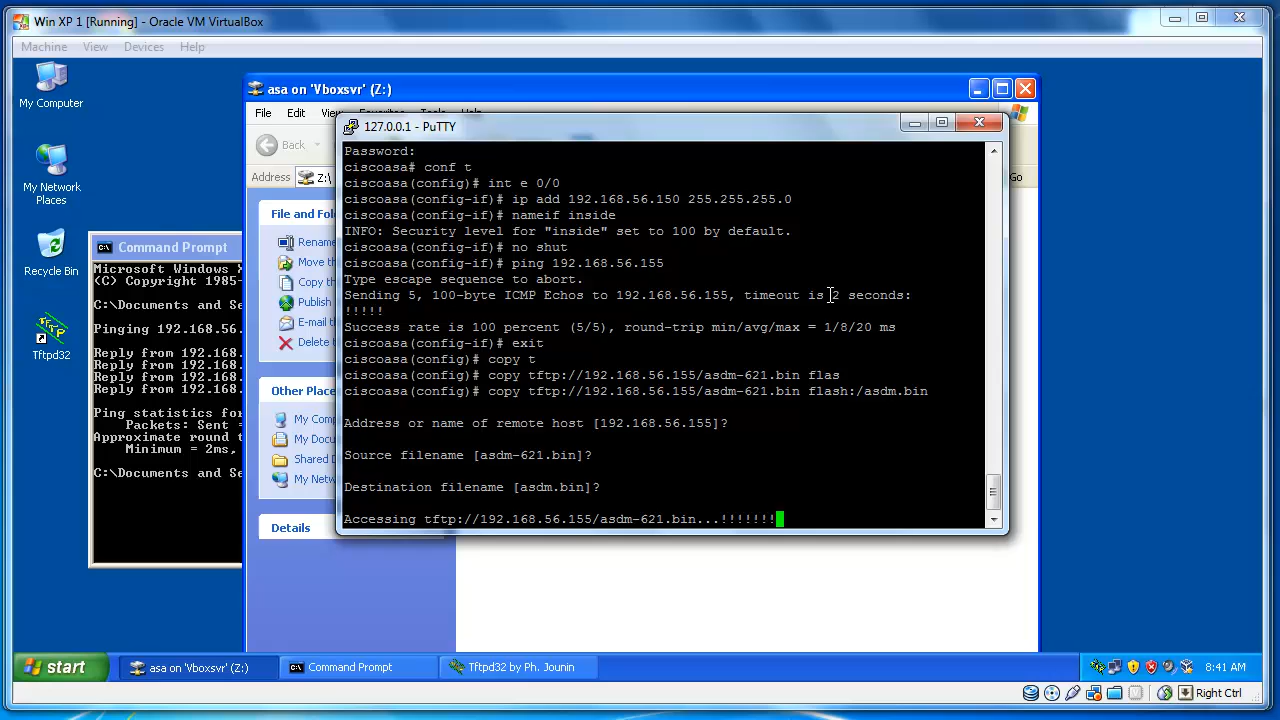 Win XP 1 [Running] - Oracle VM VirtualBox
Machine View Devices Help
My Computer
My Network
Places
Recycle Bin
Tftpd32
asa on 'Vboxsvr' (Z:)
File Edit View Favorites Tools Help
Back
Address Z:\ Go
File and
Rename
Move
Copy
Publish
E-mail
Delete
Other
My
My
Shared
My
Details
Command Prompt
Microsoft Windows
(C) Copyright 1985-
Pinging 192.168.
Reply from 192.168.
Reply from 192.168.
Reply from 192.168.
Reply from 192.168.
Ping statistics for
Packets: Sent =
Approximate round
Minimum = 2ms,
C:\Documents and
127.0.0.1 - PuTTY
Password:
ciscoasa# conf t
ciscoasa(config)# int e 0/0
ciscoasa(config-if)# ip add 192.168.56.150 255.255.255.0
ciscoasa(config-if)# nameif inside
INFO: Security level for "inside" set to 100 by default.
ciscoasa(config-if)# no shut
ciscoasa(config-if)# ping 192.168.56.155
Type escape sequence to abort.
Sending 5, 100-byte ICMP Echos to 192.168.56.155, timeout is 2 seconds:
!!!!!
Success rate is 100 percent (5/5), round-trip min/avg/max = 1/8/20 ms
ciscoasa(config-if)# exit
ciscoasa(config)# copy t
ciscoasa(config)# copy tftp://192.168.56.155/asdm-621.bin flas
ciscoasa(config)# copy tftp://192.168.56.155/asdm-621.bin flash:/asdm.bin
Address or name of remote host [192.168.56.155]?
Source filename [asdm-621.bin]?
Destination filename [asdm.bin]?
Accessing tftp://192.168.56.155/asdm-621.bin...!!!!!!!
start
asa on 'Vboxsvr' (Z:)
Command Prompt
Tftpd32 by Ph. Jounin
8:41 AM
Right Ctrl